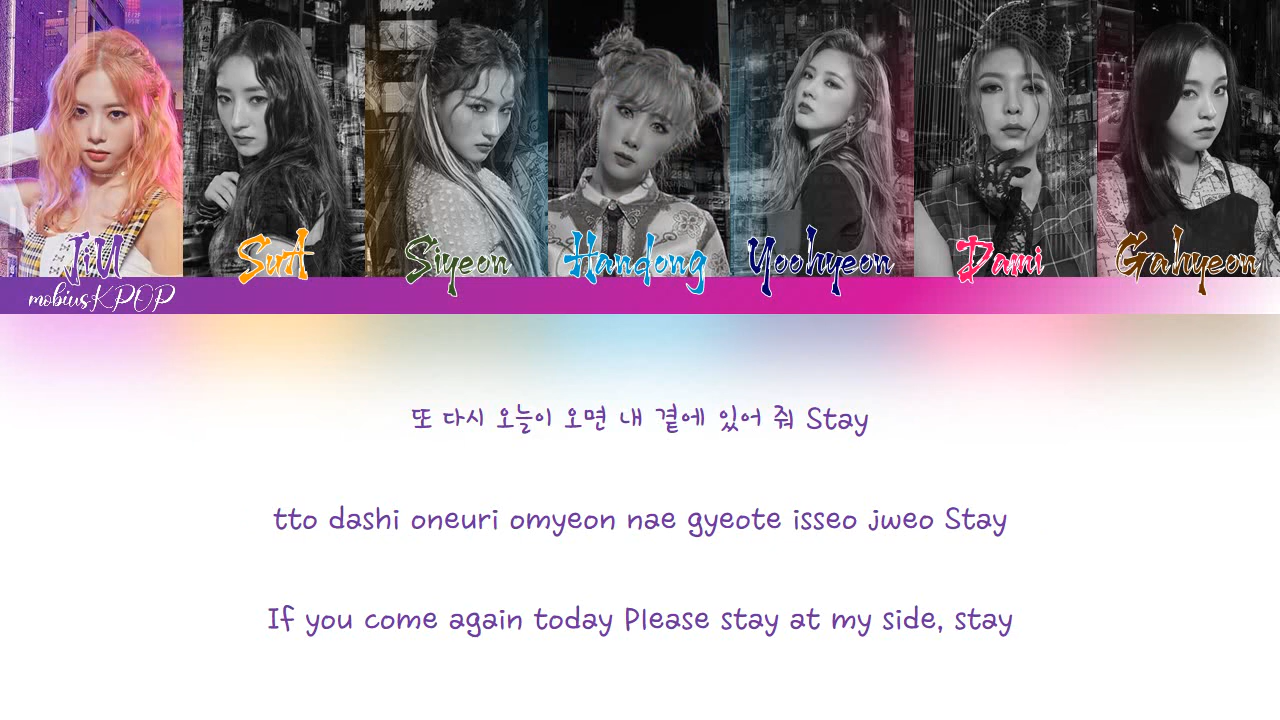 JiU SuA Siyeon Handong Yoohyeon Dami Gahyeon
mobiusKPOP
또 다시 오늘이 오면 내 곁에 있어 줘 Stay
tto dashi oneuri omyeon nae gyeote isseo jweo Stay
If you come again today Please stay at my side, stay